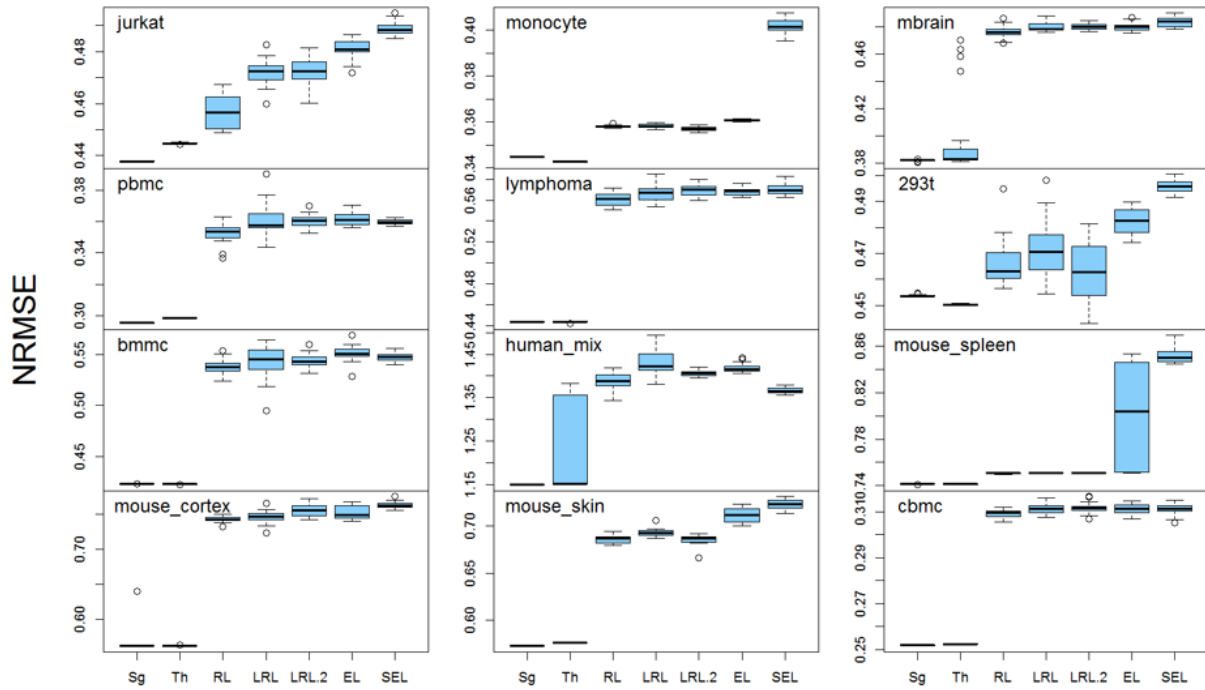 NRMSE
jurkat
0.48
0.46
0.44
monocyte
0.40
0.38
0.36
0.34
mbrain
0.46
0.42
0.38
pbmc
0.38
0.34
0.30
lymphoma
0.56
0.52
0.48
0.44
293t
0.49
0.47
0.45
bmmc
0.55
0.50
0.45
human_mix
1.45
1.35
1.25
1.15
mouse_spleen
0.86
0.82
0.78
0.74
mouse_cortex
0.70
0.60
mouse_skin
0.70
0.65
0.60
cbmc
0.310
0.29
0.27
0.25
Sg Th RL LRL LRL.2 EL SEL
Sg Th RL LRL LRL.2 EL SEL
Sg Th RL LRL LRL.2 EL SEL